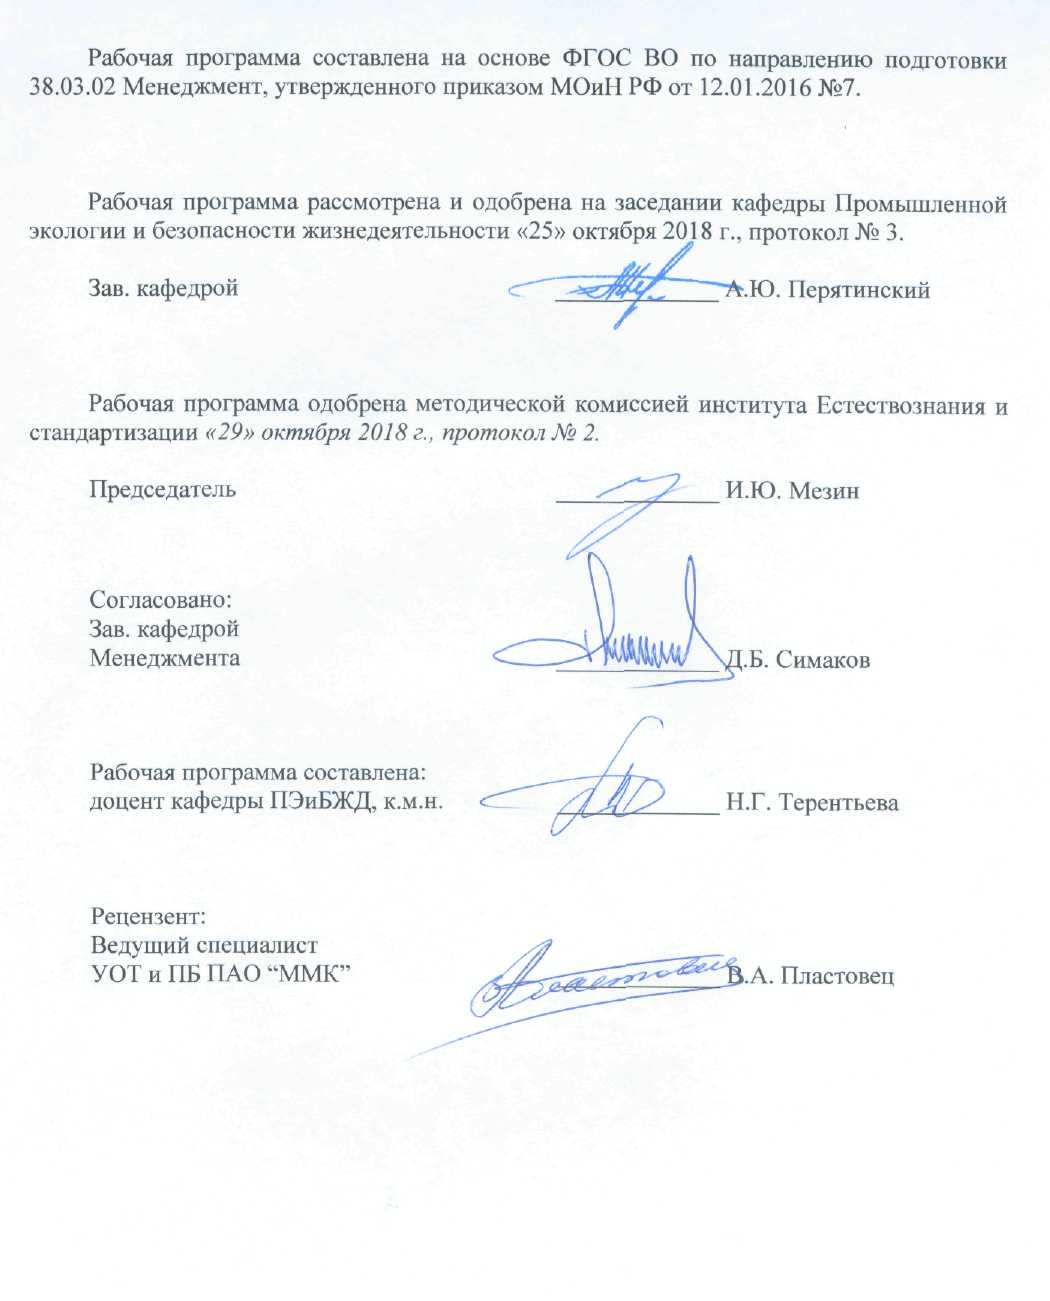 Рабочая программа составлена на основе ФГОС ВО по направлению подготовки
38.03.02 Менеджмент, утвержденного приказом МОиН РФ от 12.01.2016 №7.
Рабочая программа рассмотрена и одобрена на заседании кафедры Промышленной
экологии и безопасности жизнедеятельности «25» октября 2018 г., протокол № 3.
Зав. кафедрой А.Ю. Перятинский
Рабочая программа одобрена методической комиссией института Естествознания и
стандартизации «29» октября 2018 г., протокол № 2.
Председатель И.Ю. Мезин
Согласовано:
Зав. кафедрой
Менеджмента Д.Б. Симаков
Рабочая программа составлена:
доцент кафедры ПЭиБЖД, к.м.н. Н.Г. Терентьева
Рецензент:
Ведущий специалист
УОТ и ПБ ПАО “ММК” В.А. Пластовец